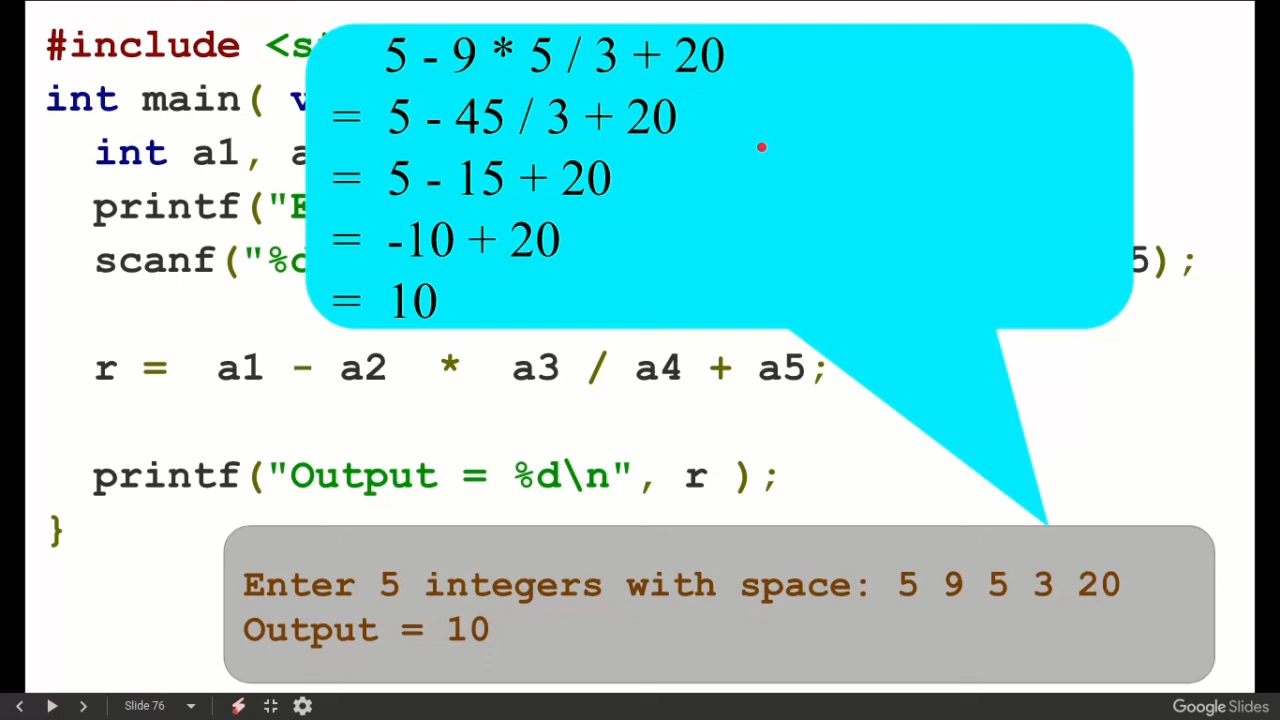 #include <s
5 - 9 * 5 / 3 + 20
int main( v
= 5 - 45 / 3 + 20
int a1, a
= 5 - 15 + 20
printf("E
= -10 + 20
scanf("%d
5);
= 10
r = a1 - a2 * a3 / a4 + a5;
printf("Output = %d\n", r );
}
Enter 5 integers with space: 5 9 5 3 20
Output = 10
Slide 76
Google Slides